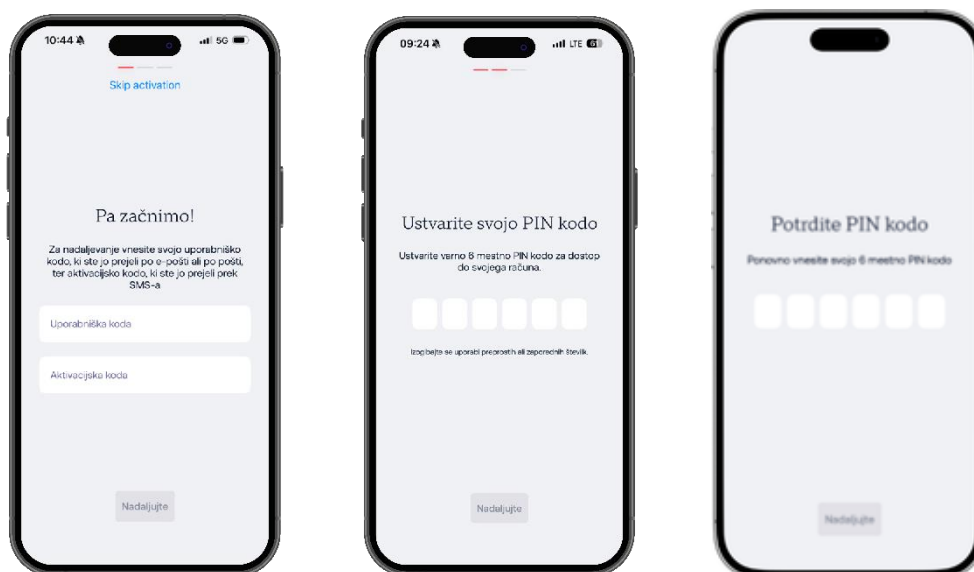 10:44
5G
Skip activation
Pa začnimo!
Za nadaljevanje vnesite svojo uporabniško
kodo, ki ste jo prejeli po e-pošti ali po pošti,
ter aktivacijsko kodo, ki ste jo prejeli prek
SMS-a
Uporabniška koda
Aktivacijska koda
Nadaljujte
09:24
LTE
Ustvarite svojo PIN kodo
Ustvarite varno 6 mestno PIN kodo za dostop
do svojega računa.
Izogibajte se uporabi preprostih ali zaporednih številk.
Nadaljujte
Potrdite PIN kodo
Ponovno vnesite svojo 6 mestno PIN kodo
Nadaljujte